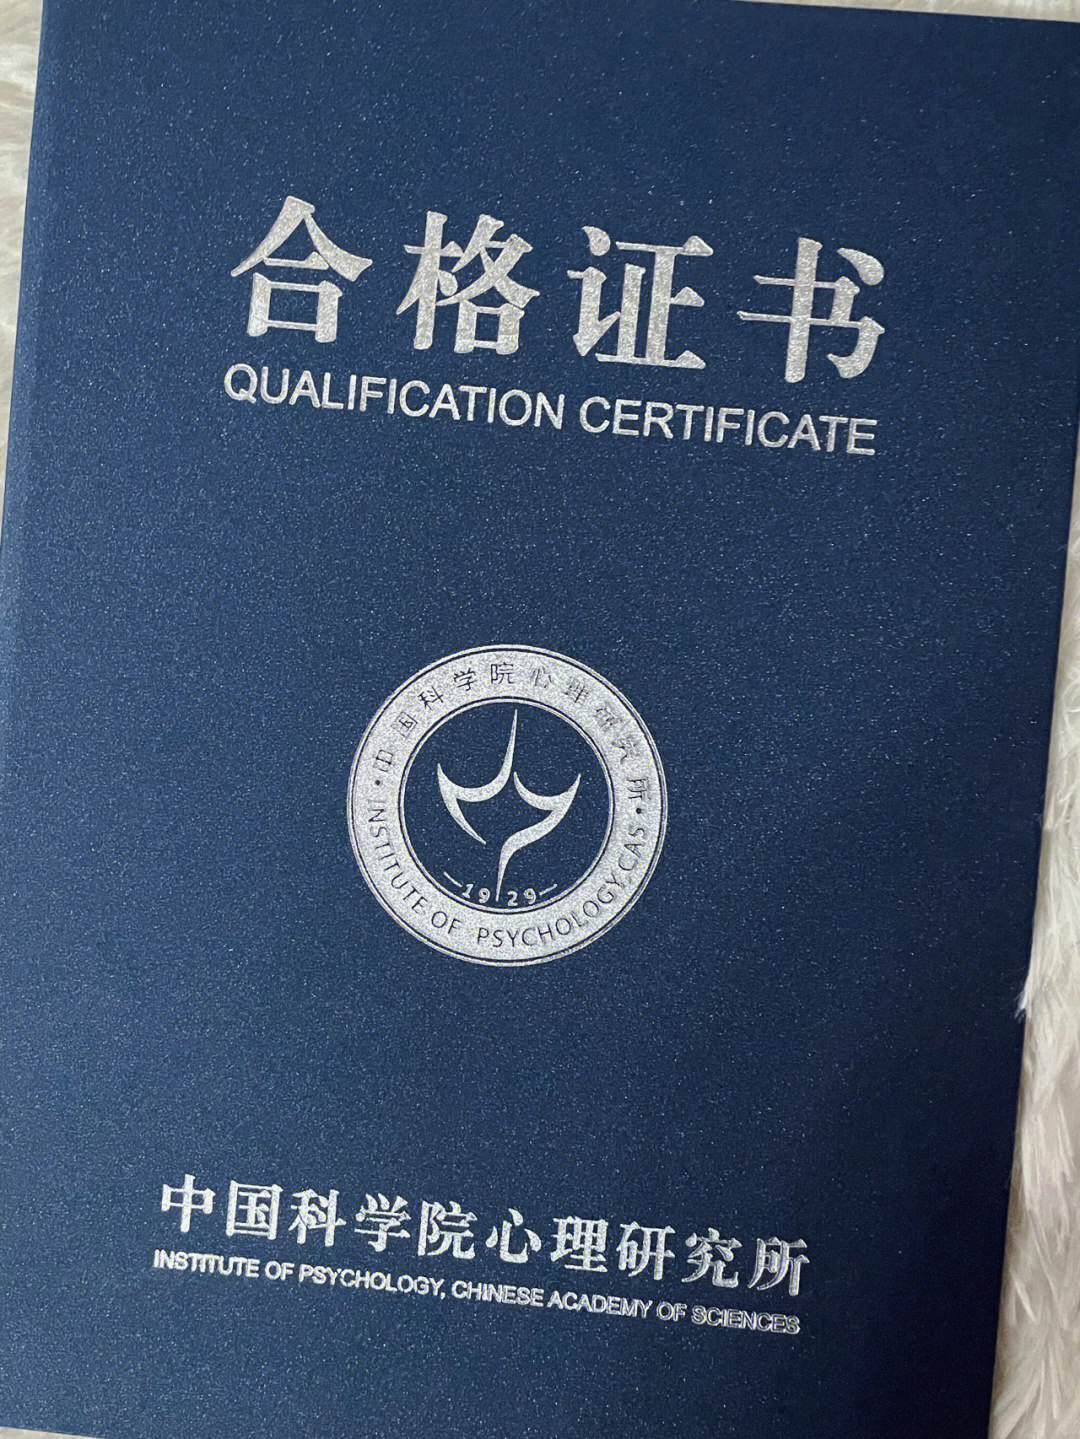 合格证书
QUALIFICATION CERTIFICATE
·中国科学院心理研究所·
INSTITUTE OF PSYCHOLOGY,CAS
—1929—
中国科学院心理研究所
INSTITUTE OF PSYCHOLOGY, CHINESE ACADEMY OF SCIENCES